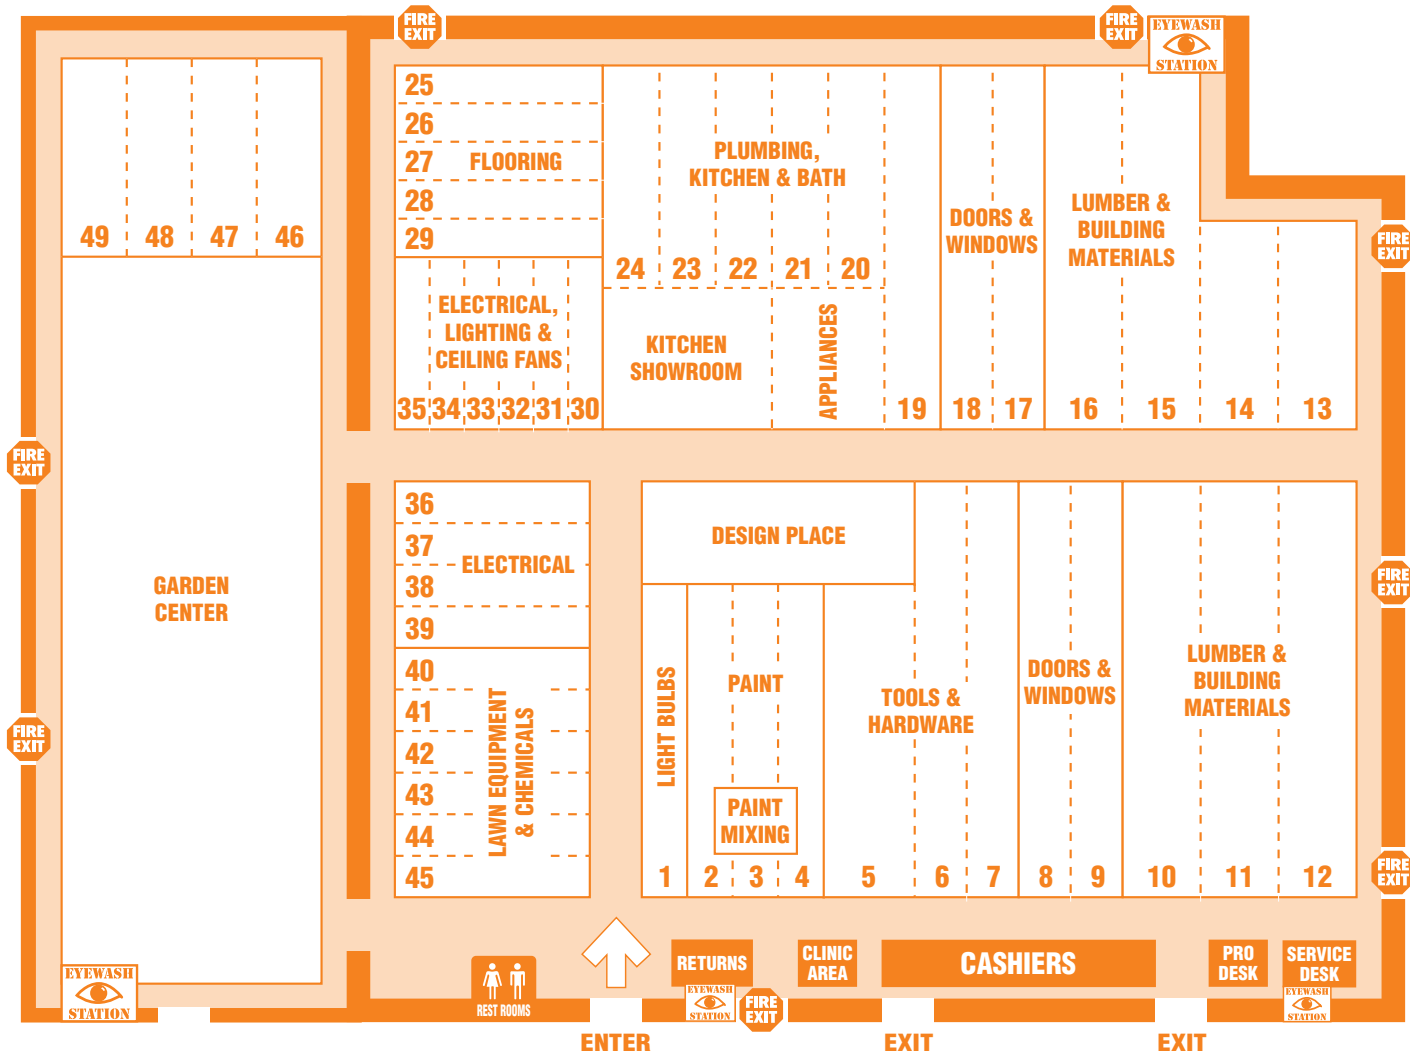 FIRE
EXIT
FIRE
EXIT
EYEWASH
STATION
25
26
27
28
29
FLOORING
PLUMBING,
KITCHEN & BATH
DOORS &
WINDOWS
LUMBER &
BUILDING
MATERIALS
49 48 47 46
24 23 22 21 20
FIRE
EXIT
ELECTRICAL,
LIGHTING &
CEILING FANS
KITCHEN
SHOWROOM
APPLIANCES
35 34 33 32 31 30
19 18 17 16 15 14 13
FIRE
EXIT
36
37
38
39
ELECTRICAL
DESIGN PLACE
GARDEN
CENTER
FIRE
EXIT
40
41
42
43
44
45
LAWN EQUIPMENT
& CHEMICALS
LIGHT BULBS
PAINT
PAINT
MIXING
TOOLS &
HARDWARE
DOORS &
WINDOWS
LUMBER &
BUILDING
MATERIALS
FIRE
EXIT
1 2 3 4 5 6 7 8 9 10 11 12
FIRE
EXIT
EYEWASH
STATION
REST ROOMS
RETURNS
CLINIC
AREA
CASHIERS
PRO
DESK
SERVICE
DESK
EYEWASH
STATION
FIRE
EXIT
EYEWASH
STATION
ENTER
EXIT
EXIT